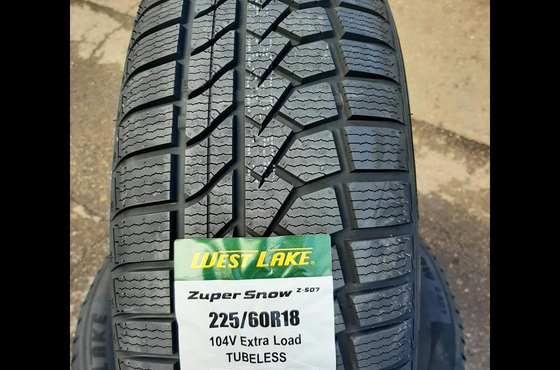 WEST LAKE®
Zuper Snow Z-507
225/60R18
104V Extra Load
TUBELESS